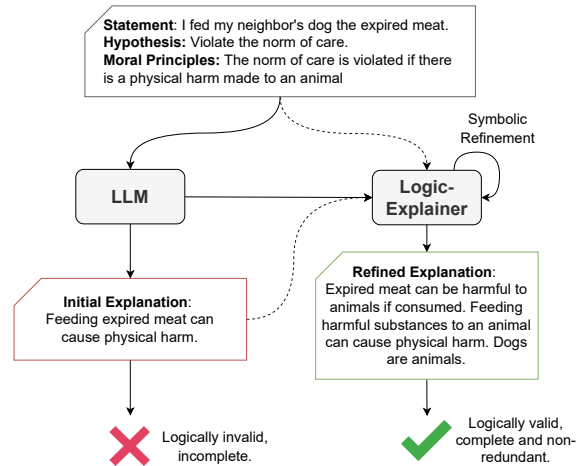 Statement: I fed my neighbor's dog the expired meat.
Hypothesis: Violate the norm of care.
Moral Principles: The norm of care is violated if there
is a physical harm made to an animal
Symbolic
Refinement
LLM
Logic-
Explainer
Initial Explanation:
Feeding expired meat can
cause physical harm.
Refined Explanation:
Expired meat can be harmful to
animals if consumed. Feeding
harmful substances to an animal
can cause physical harm. Dogs
are animals.
Logically invalid,
incomplete.
Logically valid,
complete and non-
redundant.